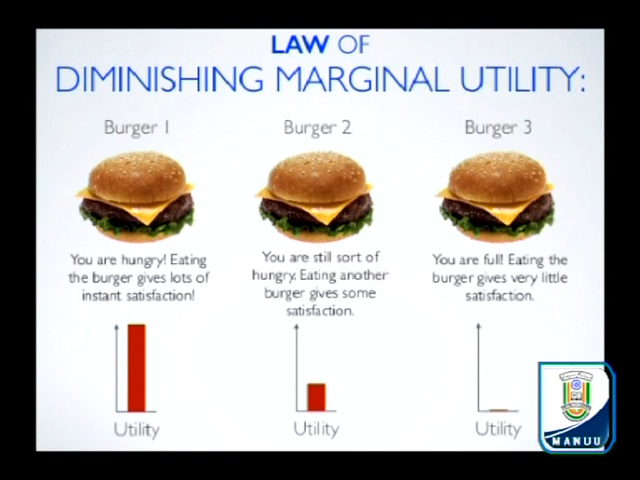 LAW OF
DIMINISHING MARGINAL UTILITY:
Burger 1
Burger 2
Burger 3
You are hungry! Eating
the burger gives lots of
instant satisfaction!
You are still sort of
hungry. Eating another
burger gives some
satisfaction.
You are full! Eating the
burger gives very little
satisfaction.
Utility
Utility
Utility
MANUU